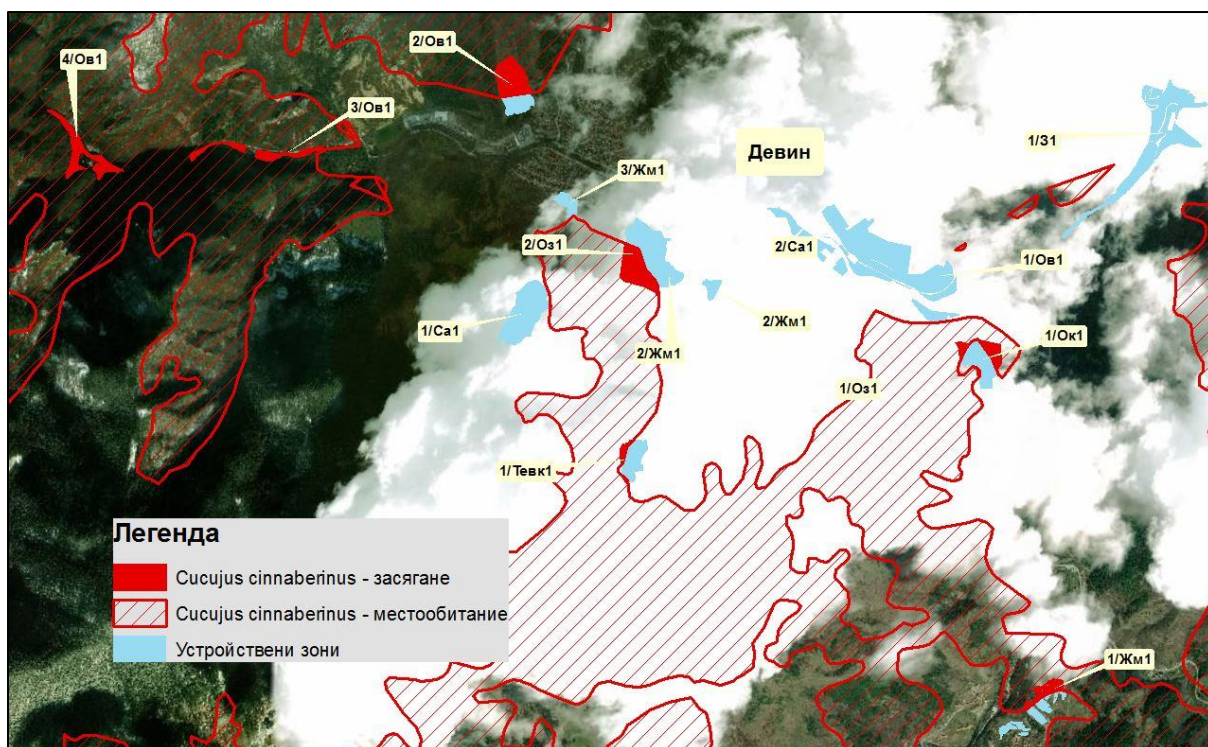 2/Ов1
4/Ов1
3/Ов1
Девин
1/З1
3/Жм1
2/Оз1
2/Са1
1/Ов1
1/Са1
2/Жм1
2/Жм1
1/Ок1
1/Оз1
1/Тевк1
Легенда
Cucujus cinnaberinus - засягане
Cucujus cinnaberinus - местообитание
Устройствени зони
1/Жм1